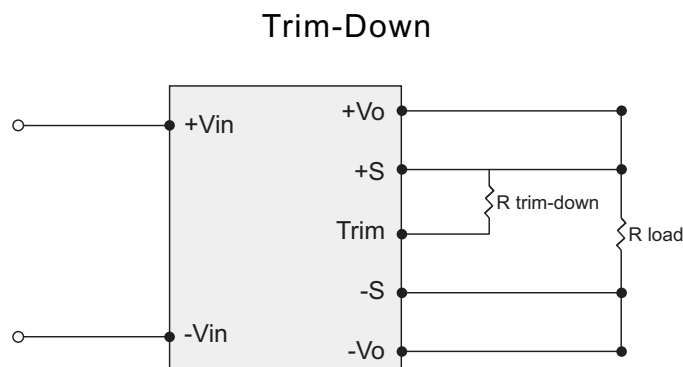 Trim-Down
+Vin
+Vo
+S
R trim-down
Trim
R load
-S
-Vin
-Vo